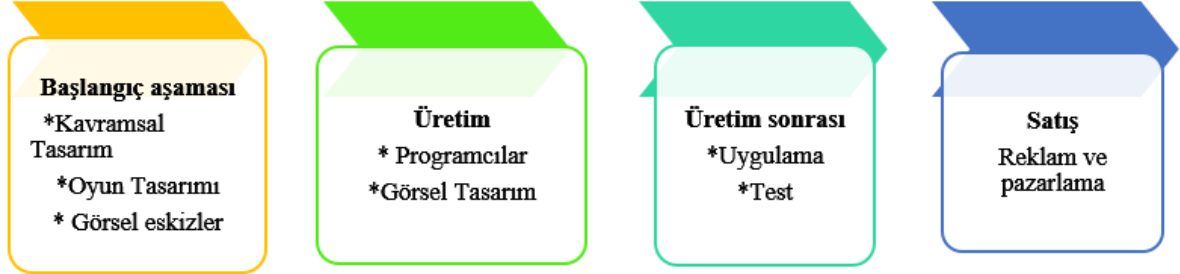 Başlangıç aşaması
*Kavramsal
Tasarım
*Oyun Tasarımı
* Görsel eskizler
Üretim
* Programcılar
*Görsel Tasarım
Üretim sonrası
*Uygulama
*Test
Satış
Reklam ve
pazarlama